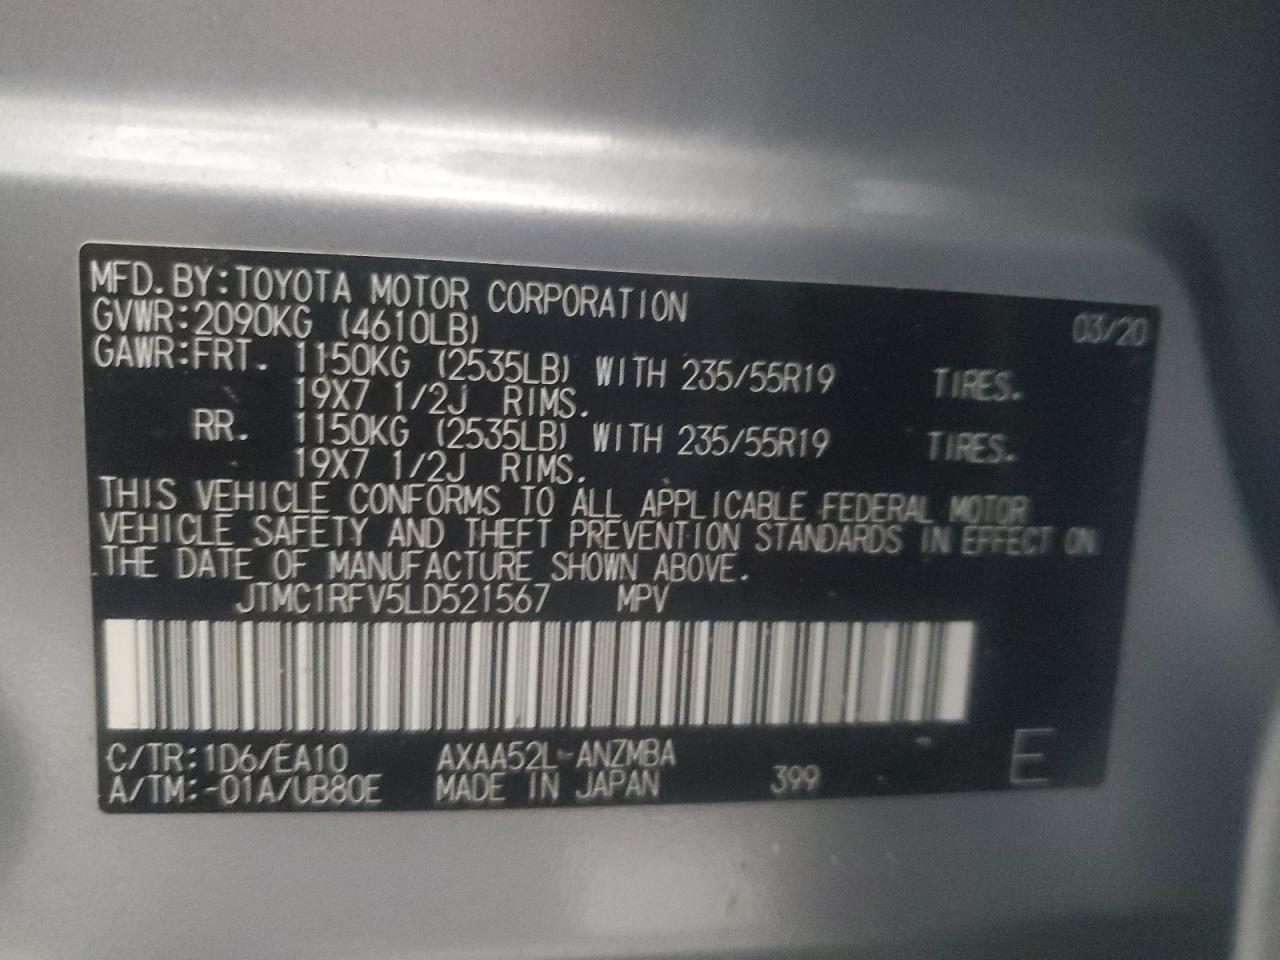 MFD.BY:TOYOTA MOTOR CORPORATION 03/20
GVWR:2090KG (4610LB)
GAWR:FRT. 1150KG (2535LB) WITH 235/55R19 TIRES.
19X7 1/2J RIMS.
RR. 1150KG (2535LB) WITH 235/55R19 TIRES.
19X7 1/2J RIMS.
THIS VEHICLE CONFORMS TO ALL APPLICABLE FEDERAL MOTOR
VEHICLE SAFETY AND THEFT PREVENTION STANDARDS IN EFFECT ON
THE DATE OF MANUFACTURE SHOWN ABOVE.
JTMC1RFV5LD521567 MPV
C/TR:1D6/EA10 AXAA52L-ANZMBA
A/TM:-01A/UB80E MADE IN JAPAN 399 E